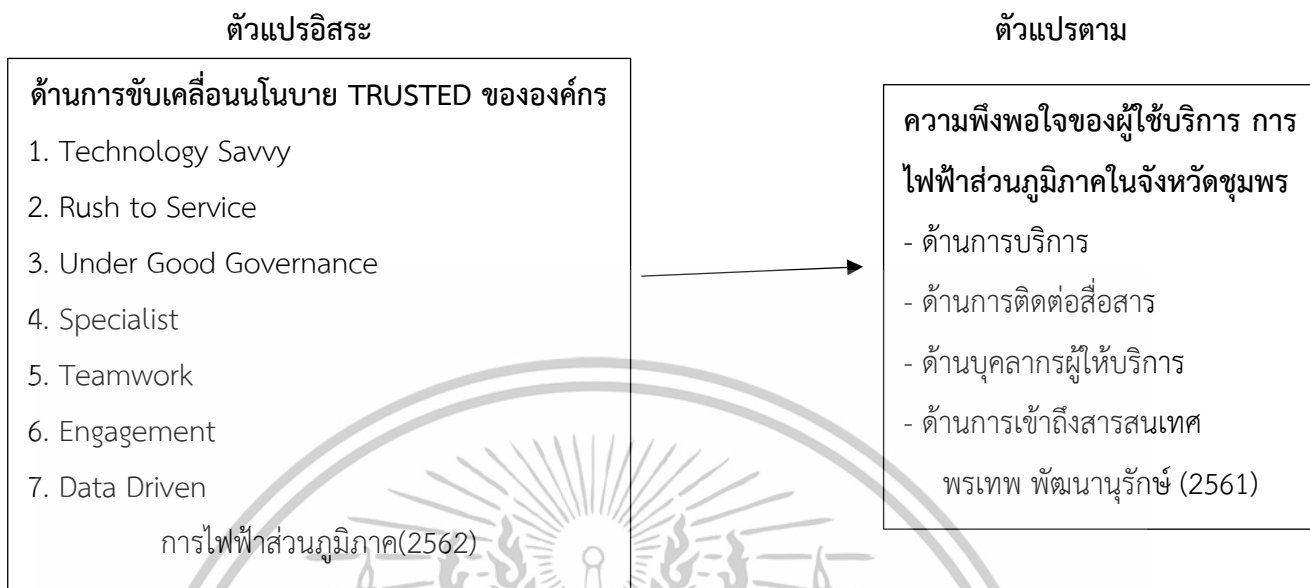 ตัวแปรอิสระ
ด้านการขับเคลื่อนนโนบาย TRUSTED ขององค์กร
1. Technology Savvy
2. Rush to Service
3. Under Good Governance
4. Specialist
5. Teamwork
6. Engagement
7. Data Driven
การไฟฟ้าส่วนภูมิภาค(2562)
ตัวแปรตาม
ความพึงพอใจของผู้ใช้บริการ การ
ไฟฟ้าส่วนภูมิภาคในจังหวัดชุมพร
- ด้านการบริการ
- ด้านการติดต่อสื่อสาร
- ด้านบุคลากรผู้ให้บริการ
- ด้านการเข้าถึงสารสนเทศ
พรเทพ พัฒนานุรักษ์ (2561)